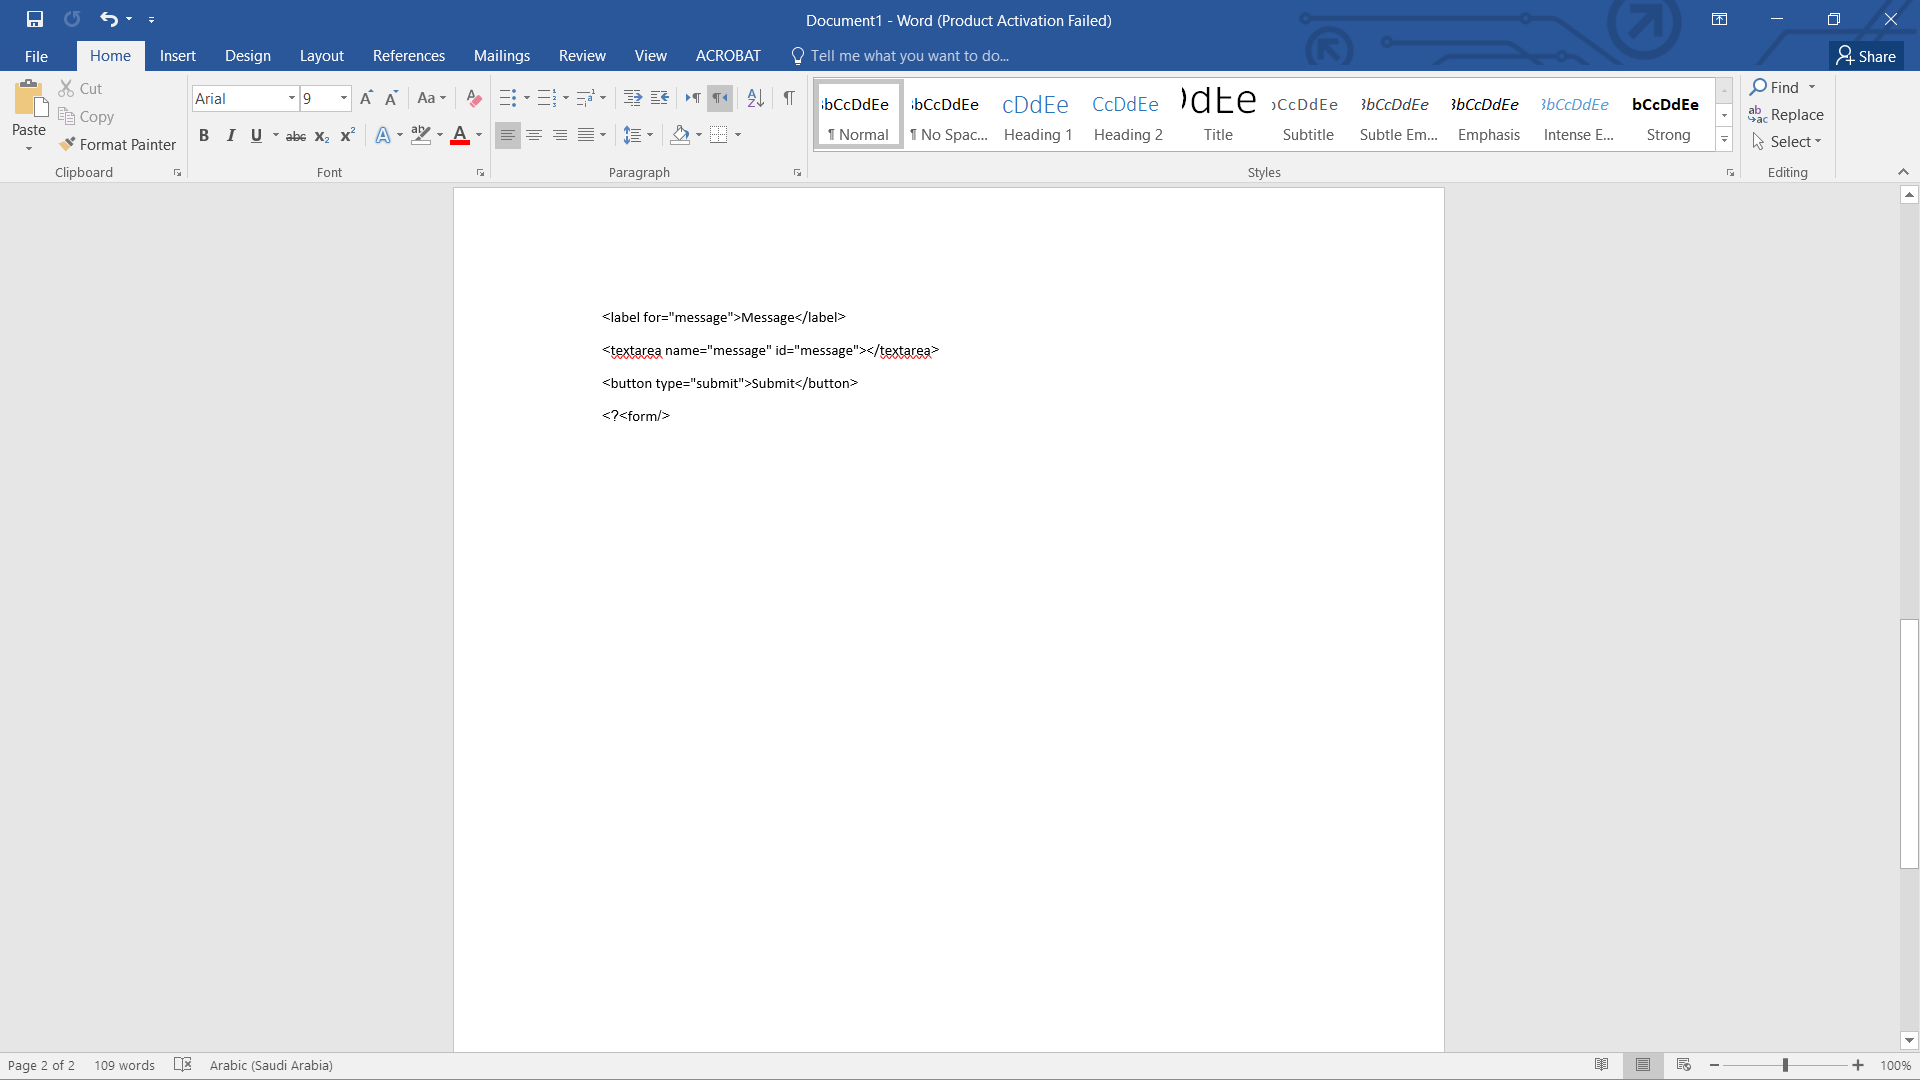 Document1 - Word (Product Activation Failed)
File Home Insert Design Layout References Mailings Review View ACROBAT Tell me what you want to do... Share
Paste
Cut
Copy
Format Painter
Clipboard
Arial 9
Font
Paragraph
¶ Normal ¶ No Spac... Heading 1 Heading 2 Title Subtitle Subtle Em... Emphasis Intense E... Strong
Styles
Find
Replace
Select
Editing
<label for="message">Message</label>
<textarea name="message" id="message"></textarea>
<button type="submit">Submit</button>
<?<form/>
Page 2 of 2 109 words Arabic (Saudi Arabia) 100%